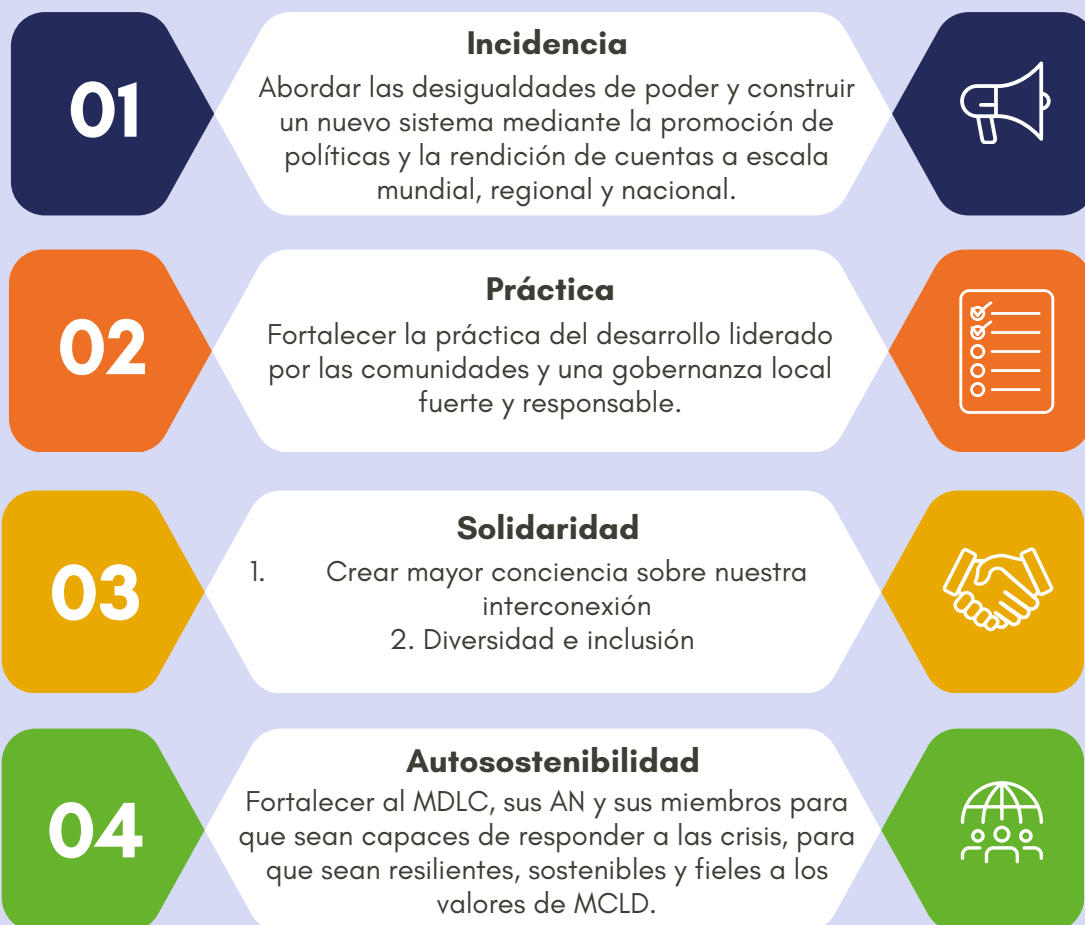 01
Incidencia
Abordar las desigualdades de poder y construir
un nuevo sistema mediante la promoción de
políticas y la rendición de cuentas a escala
mundial, regional y nacional.
02
Práctica
Fortalecer la práctica del desarrollo liderado
por las comunidades y una gobernanza local
fuerte y responsable.
03
Solidaridad
1. Crear mayor conciencia sobre nuestra
interconexión
2. Diversidad e inclusión
04
Autosostenibilidad
Fortalecer al MDLC, sus AN y sus miembros para
que sean capaces de responder a las crisis, para
que sean resilientes, sostenibles y fieles a los
valores de MCLD.